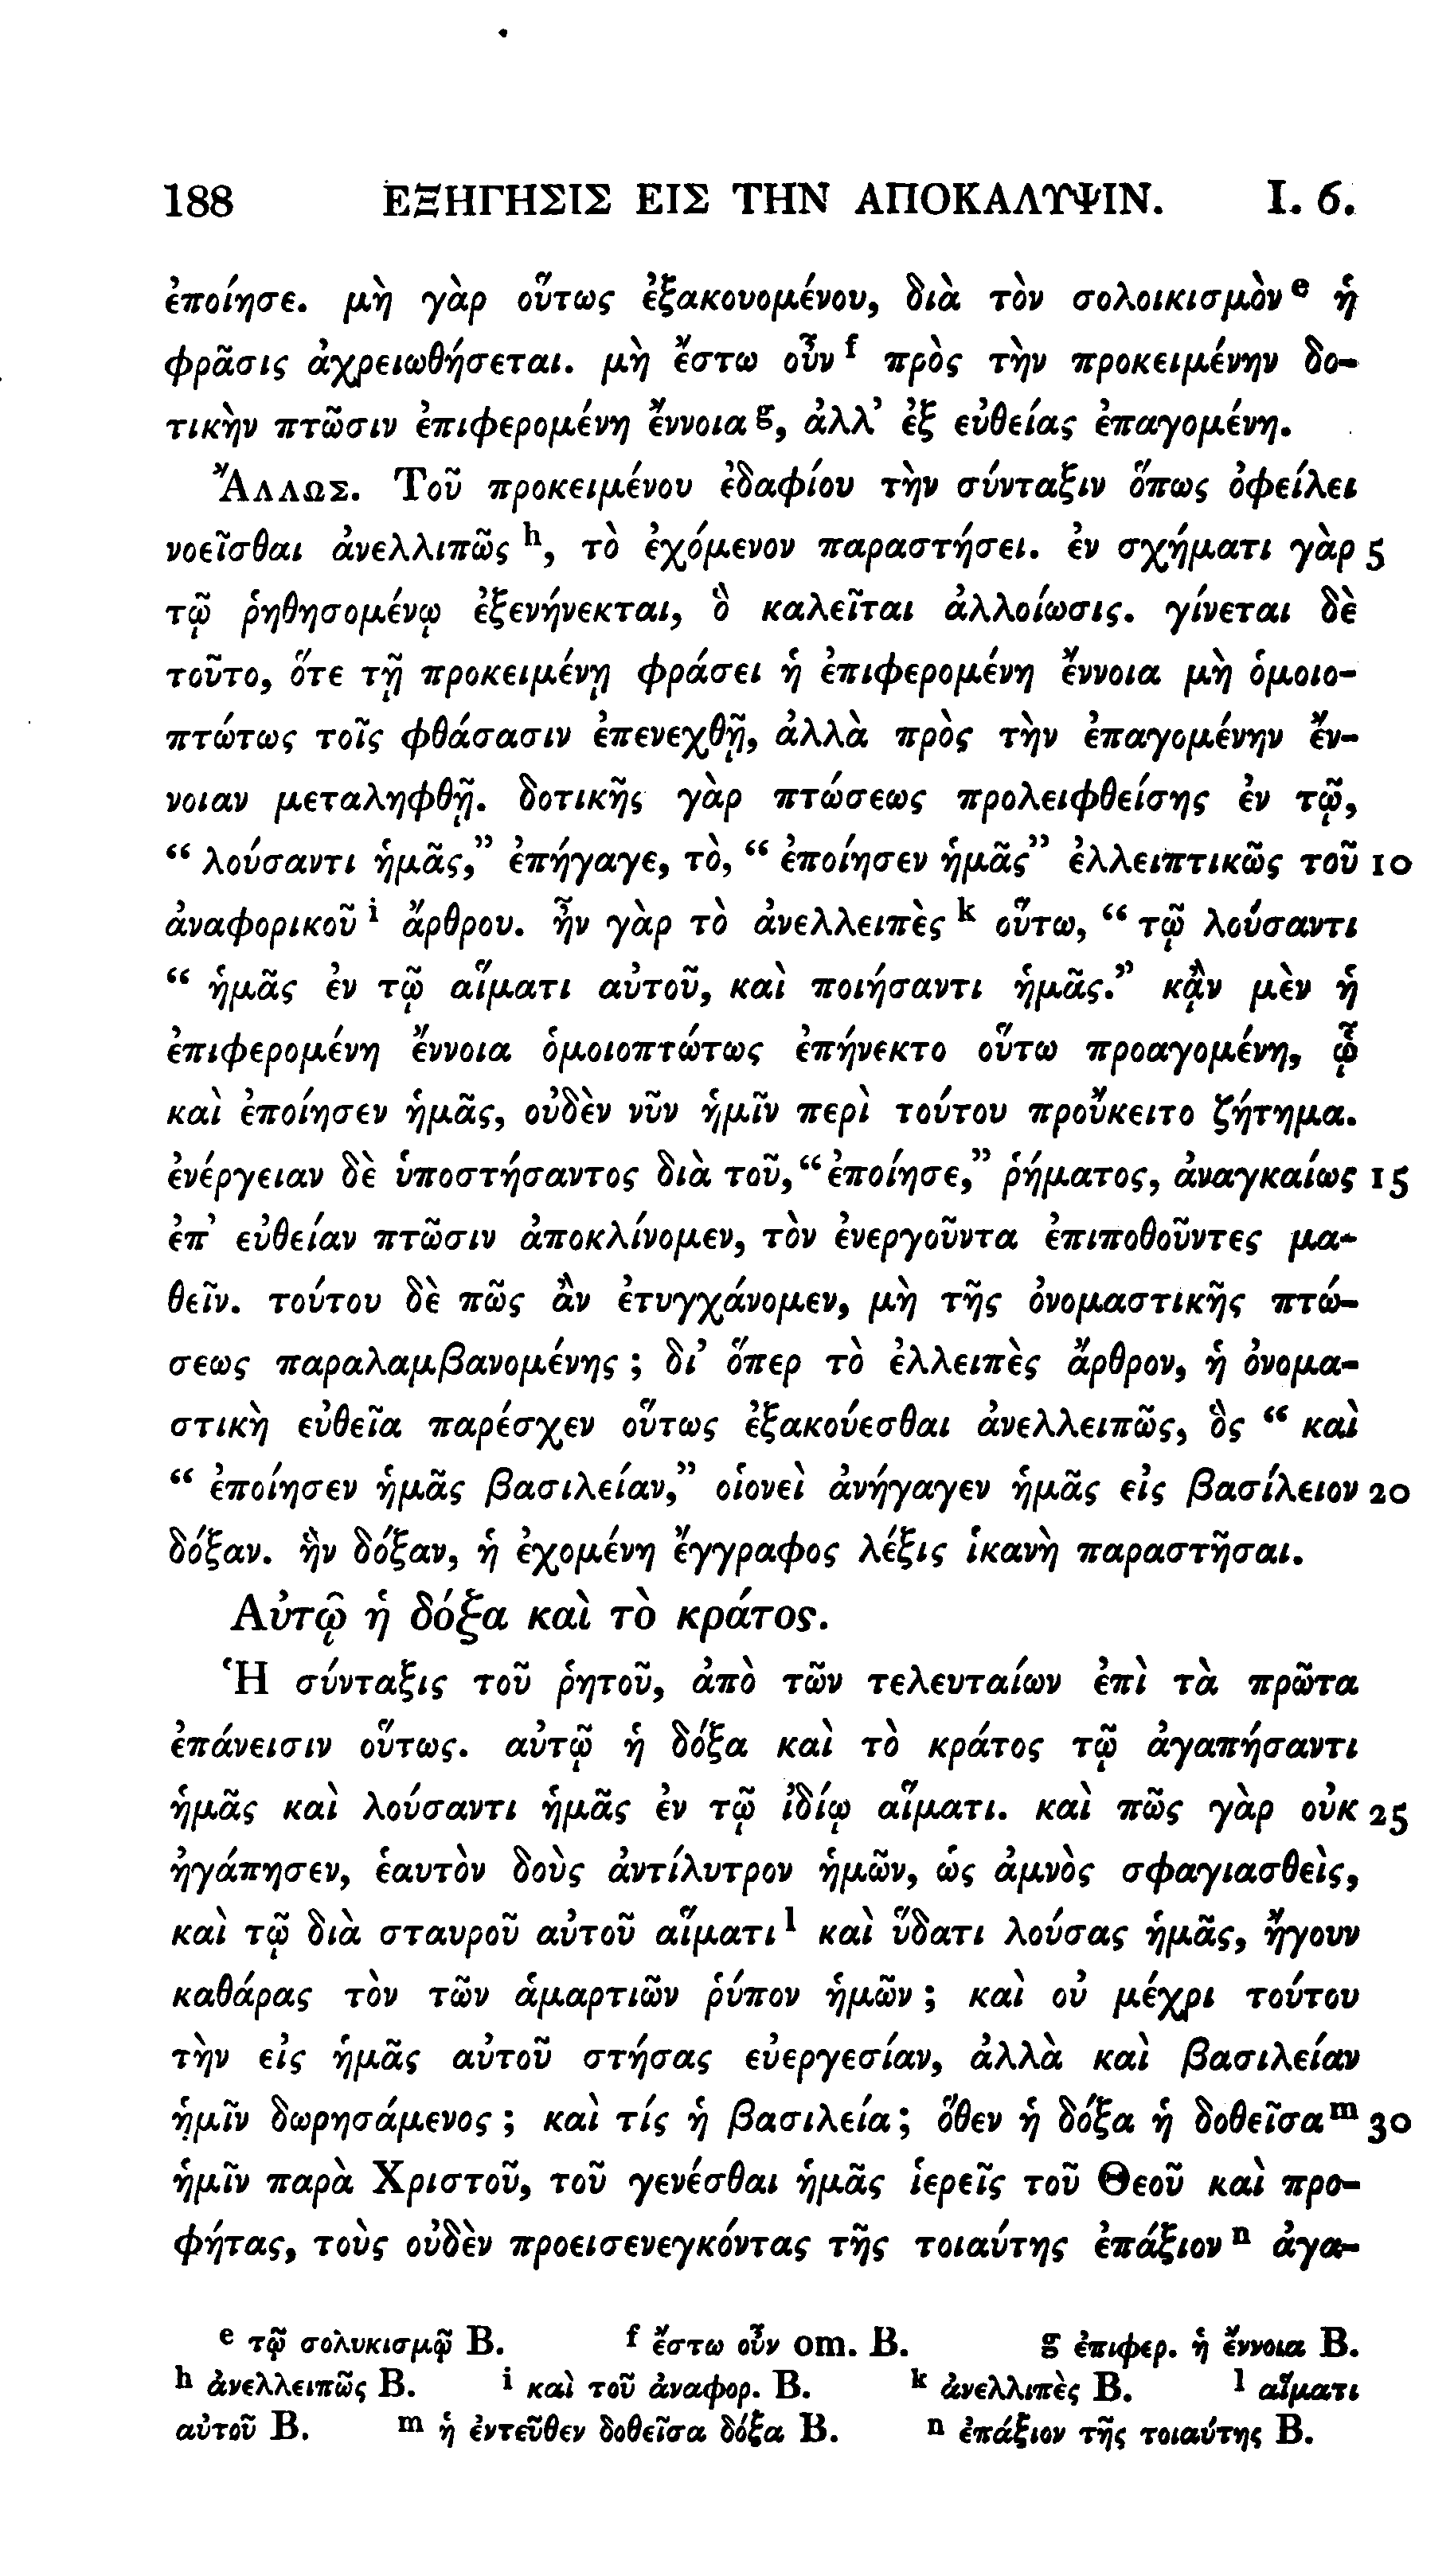 188 ΕΞΗΓΗΣΙΣ ΕΙΣ ΤΗΝ ΑΠΟΚΑΛΥΨΙΝ. I. 6.
ἐποίησε. μὴ γὰρ οὕτως ἐξακουομένου, διὰ τὸν σολοικισμὸν e ἡ
φρᾶσις ἀχρειωθήσεται. μὴ ἔστω οὖν f πρὸς τὴν προκειμένην δο-
τικὴν πτῶσιν ἐπιφερομένη ἔννοια g, ἀλλ’ ἐξ εὐθείας ἐπαγομένη.
Ἄλλως. Τοῦ προκειμένου ἐδαφίου τὴν σύνταξιν ὅπως ὀφείλει
νοεῖσθαι ἀνελλιπῶς h, τὸ ἐχόμενον παραστήσει. ἐν σχήματι γὰρ 5
τῷ ῥηθησομένῳ ἐξενήνεκται, ὃ καλεῖται ἀλλοίωσις. γίνεται δὲ
τοῦτο, ὅτε τῇ προκειμένῃ φράσει ἡ ἐπιφερομένη ἔννοια μὴ ὁμοιο-
πτώτως τοῖς φθάσασιν ἐπενεχθῇ, ἀλλὰ πρὸς τὴν ἐπαγομένην ἔν-
νοιαν μεταληφθῇ. δοτικῆς γὰρ πτώσεως προλειφθείσης ἐν τῷ,
“ λούσαντι ἡμᾶς,” ἐπήγαγε, τὸ, “ ἐποίησεν ἡμᾶς” ἐλλειπτικῶς τοῦ 10
ἀναφορικοῦ i ἄρθρου. ἦν γὰρ τὸ ἀνελλειπὲς k οὕτω, “ τῷ λούσαντι
“ ἡμᾶς ἐν τῷ αἵματι αὐτοῦ, καὶ ποιήσαντι ἡμᾶς.” κᾂν μὲν ἡ
ἐπιφερομένη ἔννοια ὁμοιοπτώτως ἐπήνεκτο οὕτω προαγομένη, ᾧ
καὶ ἐποίησεν ἡμᾶς, οὐδὲν νῦν ἡμῖν περὶ τούτου προὔκειτο ζήτημα.
ἐνέργειαν δὲ ὑποστήσαντος διὰ τοῦ, “ ἐποίησε,” ῥήματος, ἀναγκαίως 15
ἐπ’ εὐθείαν πτῶσιν ἀποκλίνομεν, τὸν ἐνεργοῦντα ἐπιποθοῦντες μα-
θεῖν. τούτου δὲ πῶς ἂν ἐτυγχάνομεν, μὴ τῆς ὀνομαστικῆς πτώ-
σεως παραλαμβανομένης ; δι’ ὅπερ τὸ ἐλλειπὲς ἄρθρον, ἡ ὀνομα-
στικὴ εὐθεῖα παρέσχεν οὕτως ἐξακούεσθαι ἀνελλειπῶς, ὃς “ καὶ
“ ἐποίησεν ἡμᾶς βασιλείαν,” οἱονεὶ ἀνήγαγεν ἡμᾶς εἰς βασίλειον 20
δόξαν. ἣν δόξαν, ἡ ἐχομένη ἔγγραφος λέξις ἱκανὴ παραστῆσαι.
Αὐτῷ ἡ δόξα καὶ τὸ κράτος.
Ἡ σύνταξις τοῦ ῥητοῦ, ἀπὸ τῶν τελευταίων ἐπὶ τὰ πρῶτα
ἐπάνεισιν οὕτως. αὐτῷ ἡ δόξα καὶ τὸ κράτος τῷ ἀγαπήσαντι
ἡμᾶς καὶ λούσαντι ἡμᾶς ἐν τῷ ἰδίῳ αἵματι. καὶ πῶς γὰρ οὐκ 25
ἠγάπησεν, ἑαυτὸν δοὺς ἀντίλυτρον ἡμῶν, ὡς ἀμνὸς σφαγιασθεὶς,
καὶ τῷ διὰ σταυροῦ αὐτοῦ αἵματι l καὶ ὕδατι λούσας ἡμᾶς, ἤγουν
καθάρας τὸν τῶν ἁμαρτιῶν ῥύπον ἡμῶν ; καὶ οὐ μέχρι τούτου
τὴν εἰς ἡμᾶς αὐτοῦ στήσας εὐεργεσίαν, ἀλλὰ καὶ βασιλείαν
ἡμῖν δωρησάμενος ; καὶ τίς ἡ βασιλεία ; ὅθεν ἡ δόξα ἡ δοθεῖσα m 30
ἡμῖν παρὰ Χριστοῦ, τοῦ γενέσθαι ἡμᾶς ἱερεῖς τοῦ Θεοῦ καὶ προ-
φήτας, τοὺς οὐδὲν προεισενεγκόντας τῆς τοιαύτης ἐπάξιον n ἀγα-
e τῷ σολυκισμῷ B. f ἔστω οὖν om. B. g ἐπιφερ. ἡ ἔννοια B.
h ἀνελλειπῶς B. i καὶ τοῦ ἀναφορ. B. k ἀνελλιπὲς B. l αἵματι
αὐτοῦ B. m ἡ ἐντεῦθεν δοθεῖσα δόξα B. n ἐπάξιον τῆς τοιαύτης B.